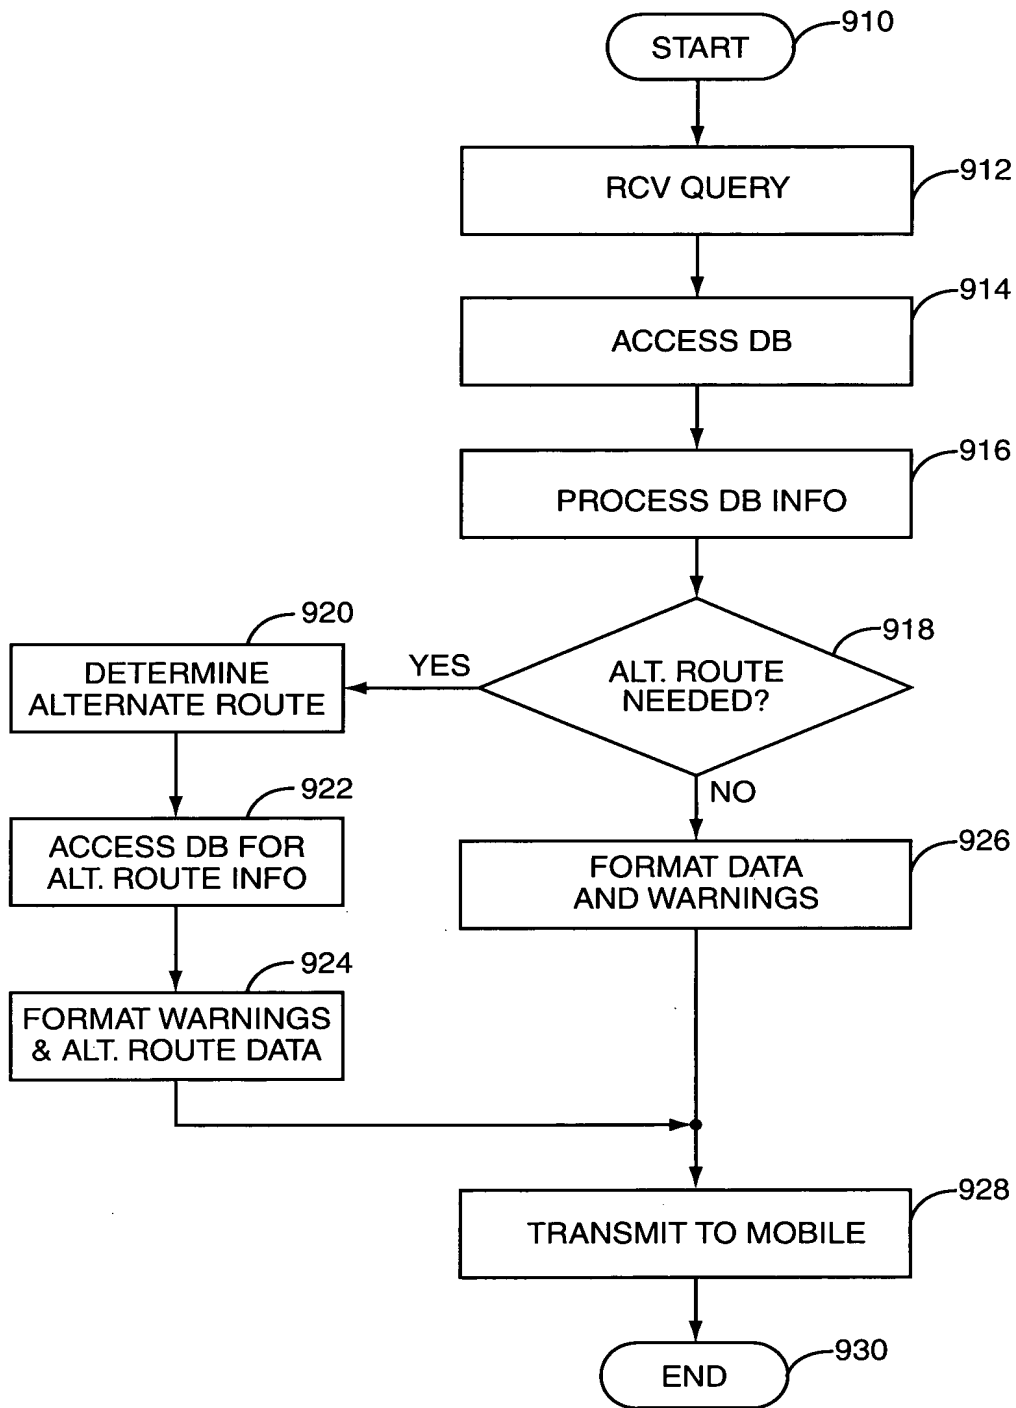 START
910
RCV QUERY
912
ACCESS DB
914
PROCESS DB INFO
916
ALT. ROUTE
NEEDED?
918
YES
NO
DETERMINE
ALTERNATE ROUTE
920
ACCESS DB FOR
ALT. ROUTE INFO
922
FORMAT WARNINGS
& ALT. ROUTE DATA
924
FORMAT DATA
AND WARNINGS
926
TRANSMIT TO MOBILE
928
END
930